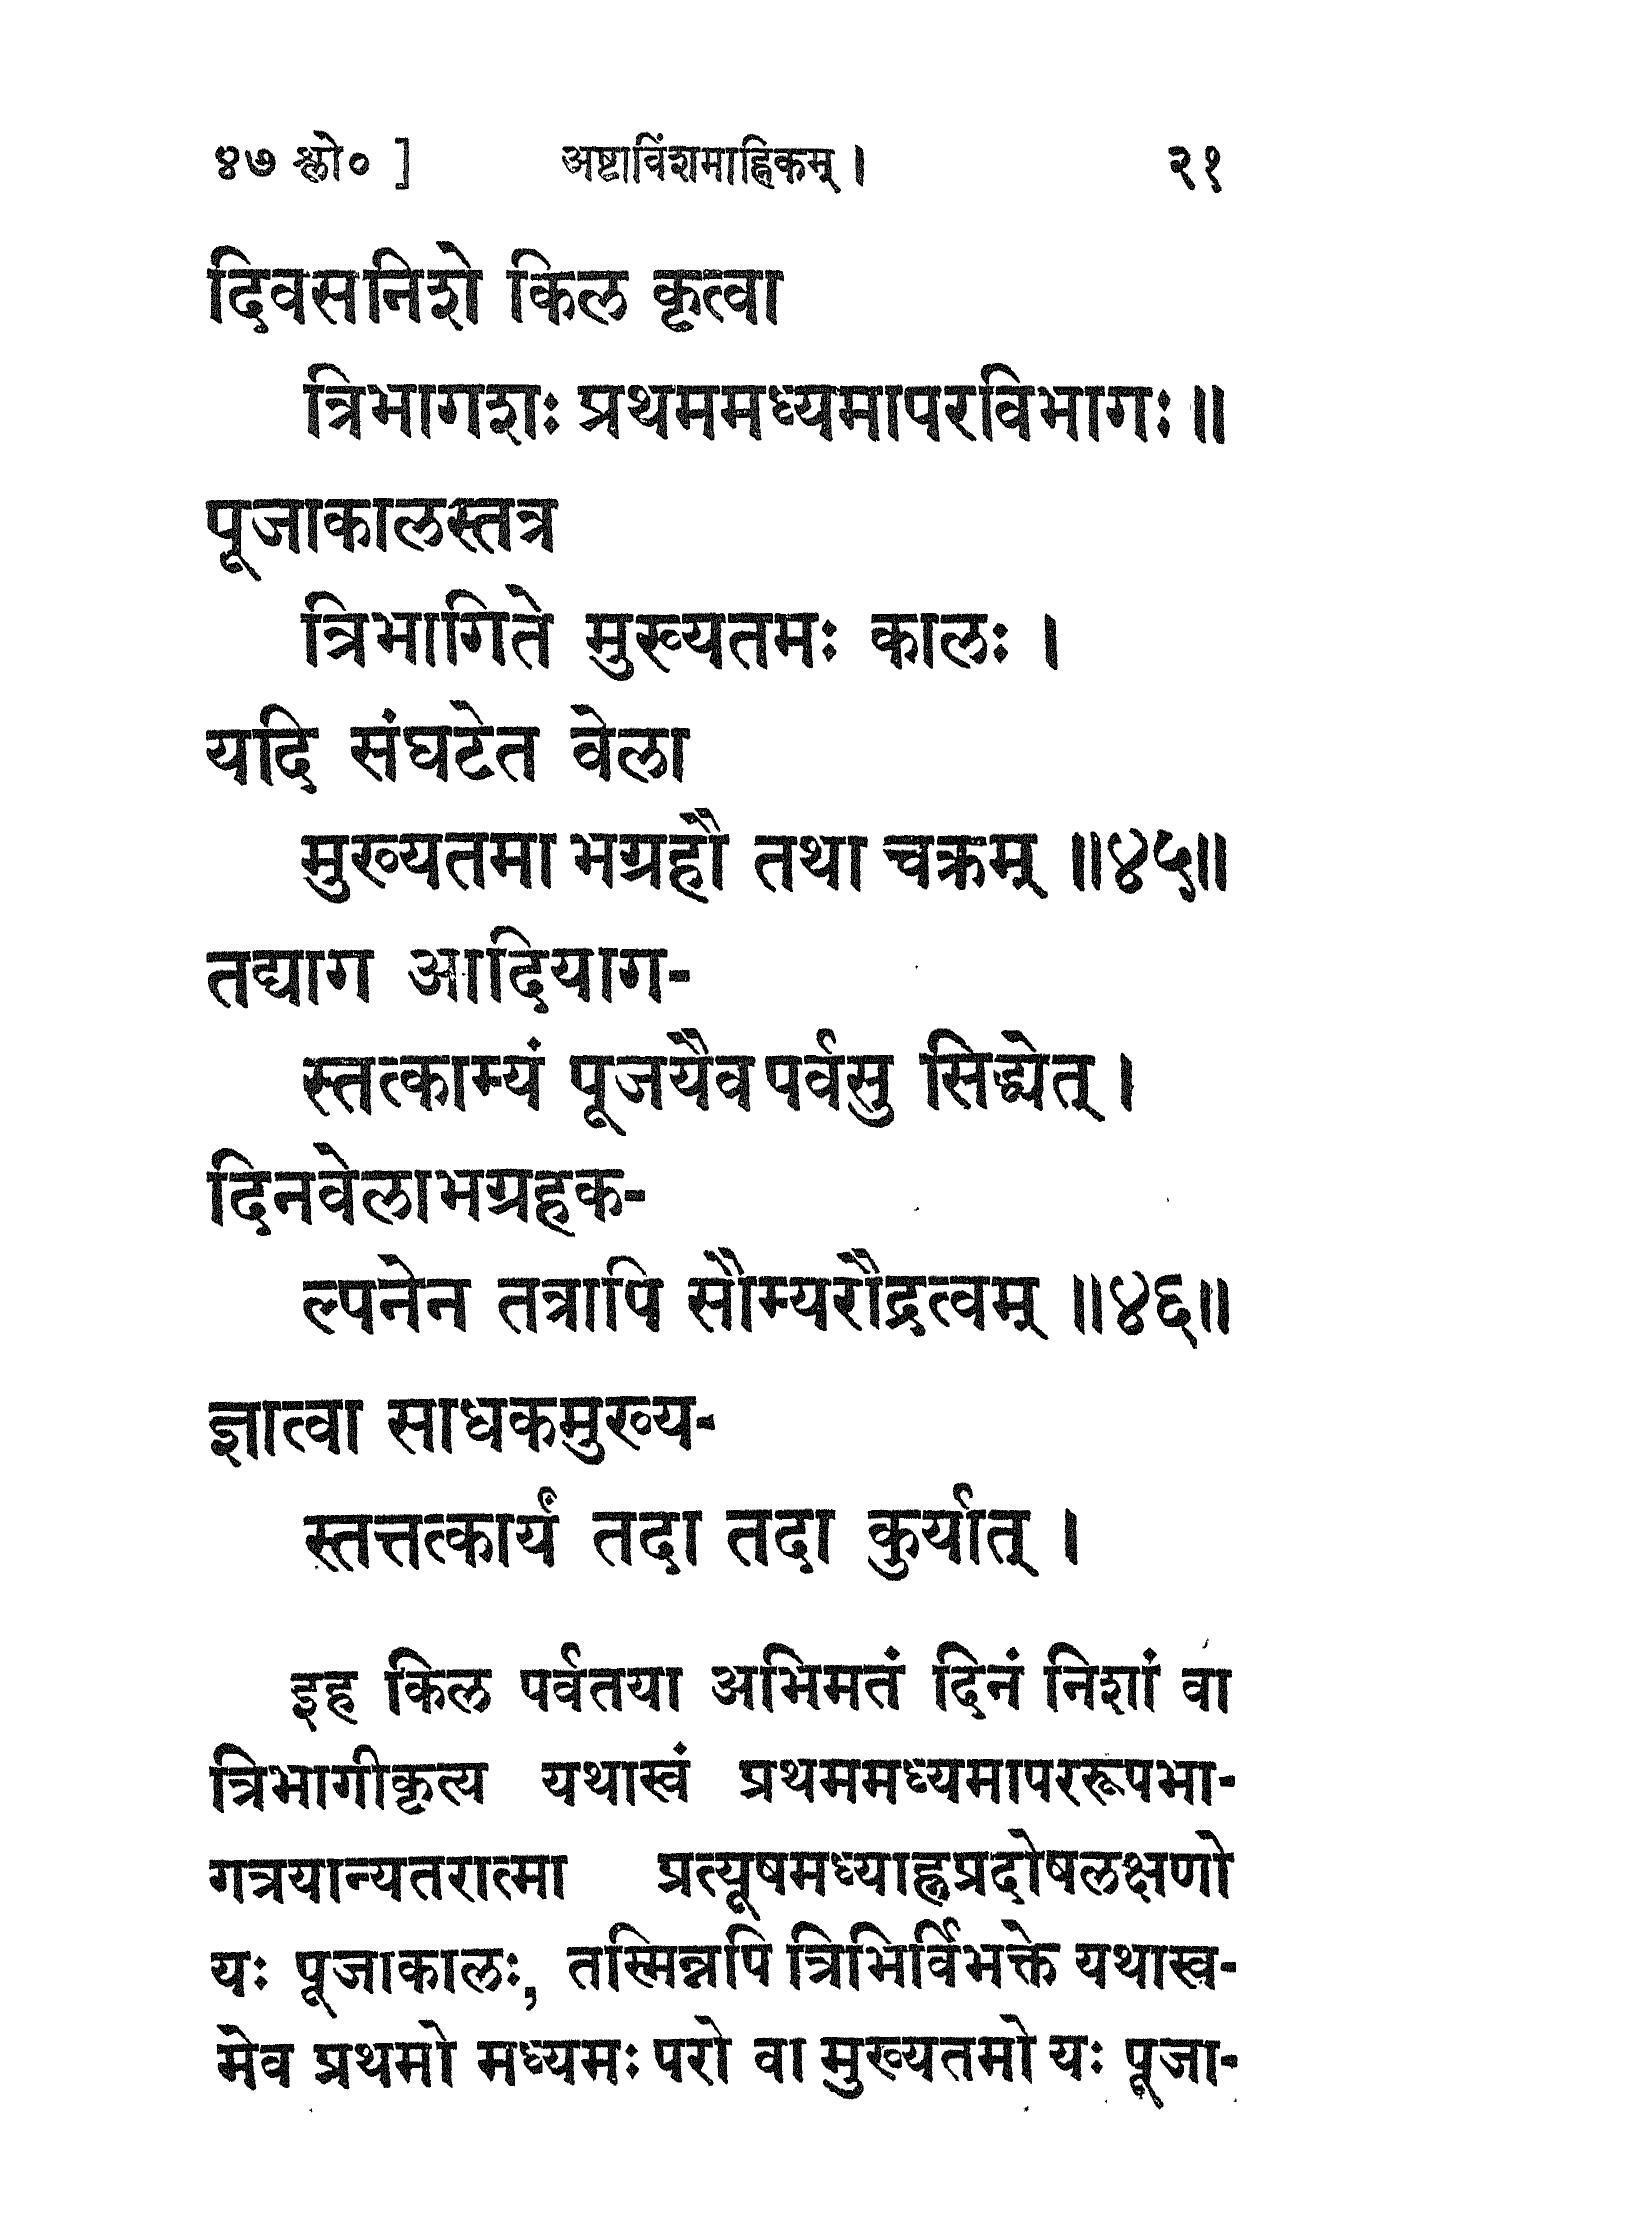 ४७ श्लो० ] अष्टाविंशमाह्निकम् । २१
दिवसनिशे किल कृत्वा
त्रिभागशः प्रथममध्यमापरविभागः ॥
पूजाकालस्तत्र
त्रिभागिते मुख्यतमः कालः ।
यदि संघटेत वेला
मुख्यतमा भग्रहौ तथा चक्रम् ॥४५॥
तद्याग आदियाग-
स्तत्काम्यं पूजयैव पर्वसु सिद्ध्येत् ।
दिनवेलाभग्रहक-
ल्पनेन तत्रापि सौम्यरौद्रत्वम् ॥४६॥
ज्ञात्वा साधकमुख्य-
स्तत्तत्कार्यं तदा तदा कुर्यात् ।
इह किल पर्वतया अभिमतं दिनं निशां वा
त्रिभागीकृत्य यथास्वं प्रथममध्यमापररूपभा-
गत्रयान्यतरात्मा प्रत्यूषमध्याह्नप्रदोषलक्षणो
यः पूजाकालः, तस्मिन्नपि त्रिभिर्विभक्ते यथास्व-
मेव प्रथमो मध्यमः परो वा मुख्यतमो यः पूजा-